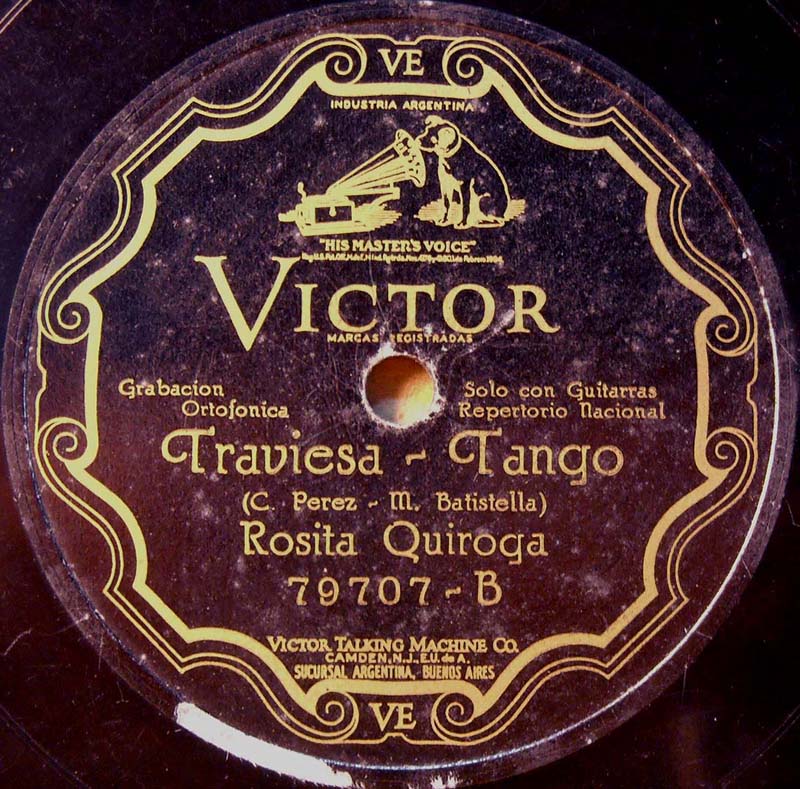 VE
INDUSTRIA ARGENTINA
"HIS MASTER'S VOICE"
VICTOR
MARCAS REGISTRADAS
Grabacion Ortofonica
Solo con Guitarras
Repertorio Nacional
Traviesa - Tango
(C. Perez - M. Batistella)
Rosita Quiroga
79707-B
VICTOR TALKING MACHINE CO.
CAMDEN, N.J., E.U. de A.
SUCURSAL ARGENTINA, BUENOS AIRES
VE